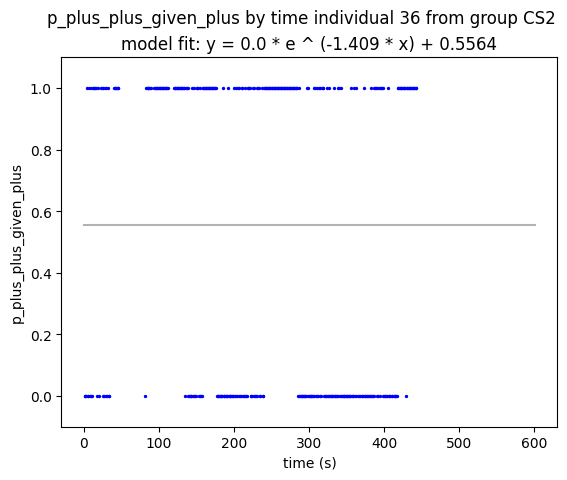 p_plus_plus_given_plus by time individual 36 from group CS2
model fit: y = 0.0 * e ^ (-1.409 * x) + 0.5564
1.0
0.8
0.6
0.4
0.2
0.0
p_plus_plus_given_plus
0 100 200 300 400 500 600
time (s)